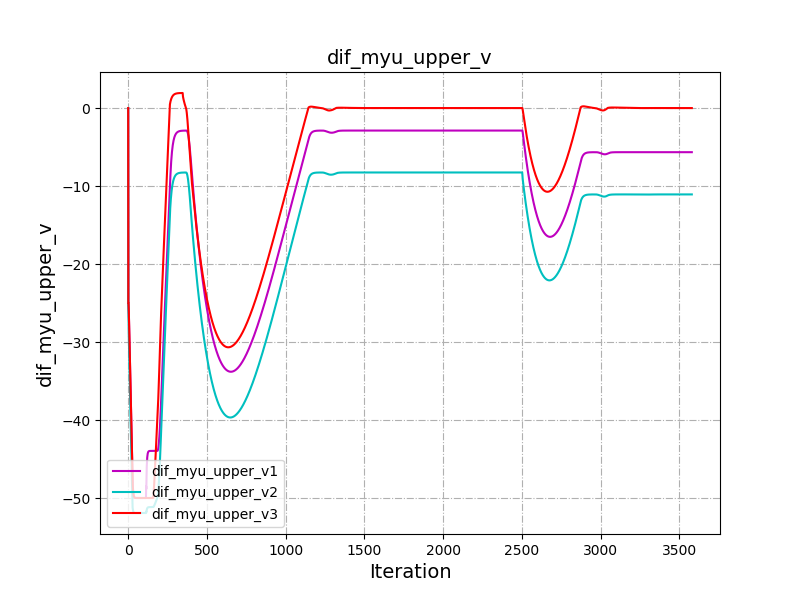 dif_myu_upper_v
dif_myu_upper_v
0
−10
−20
−30
−40
−50
dif_myu_upper_v1
dif_myu_upper_v2
dif_myu_upper_v3
0 500 1000 1500 2000 2500 3000 3500
Iteration